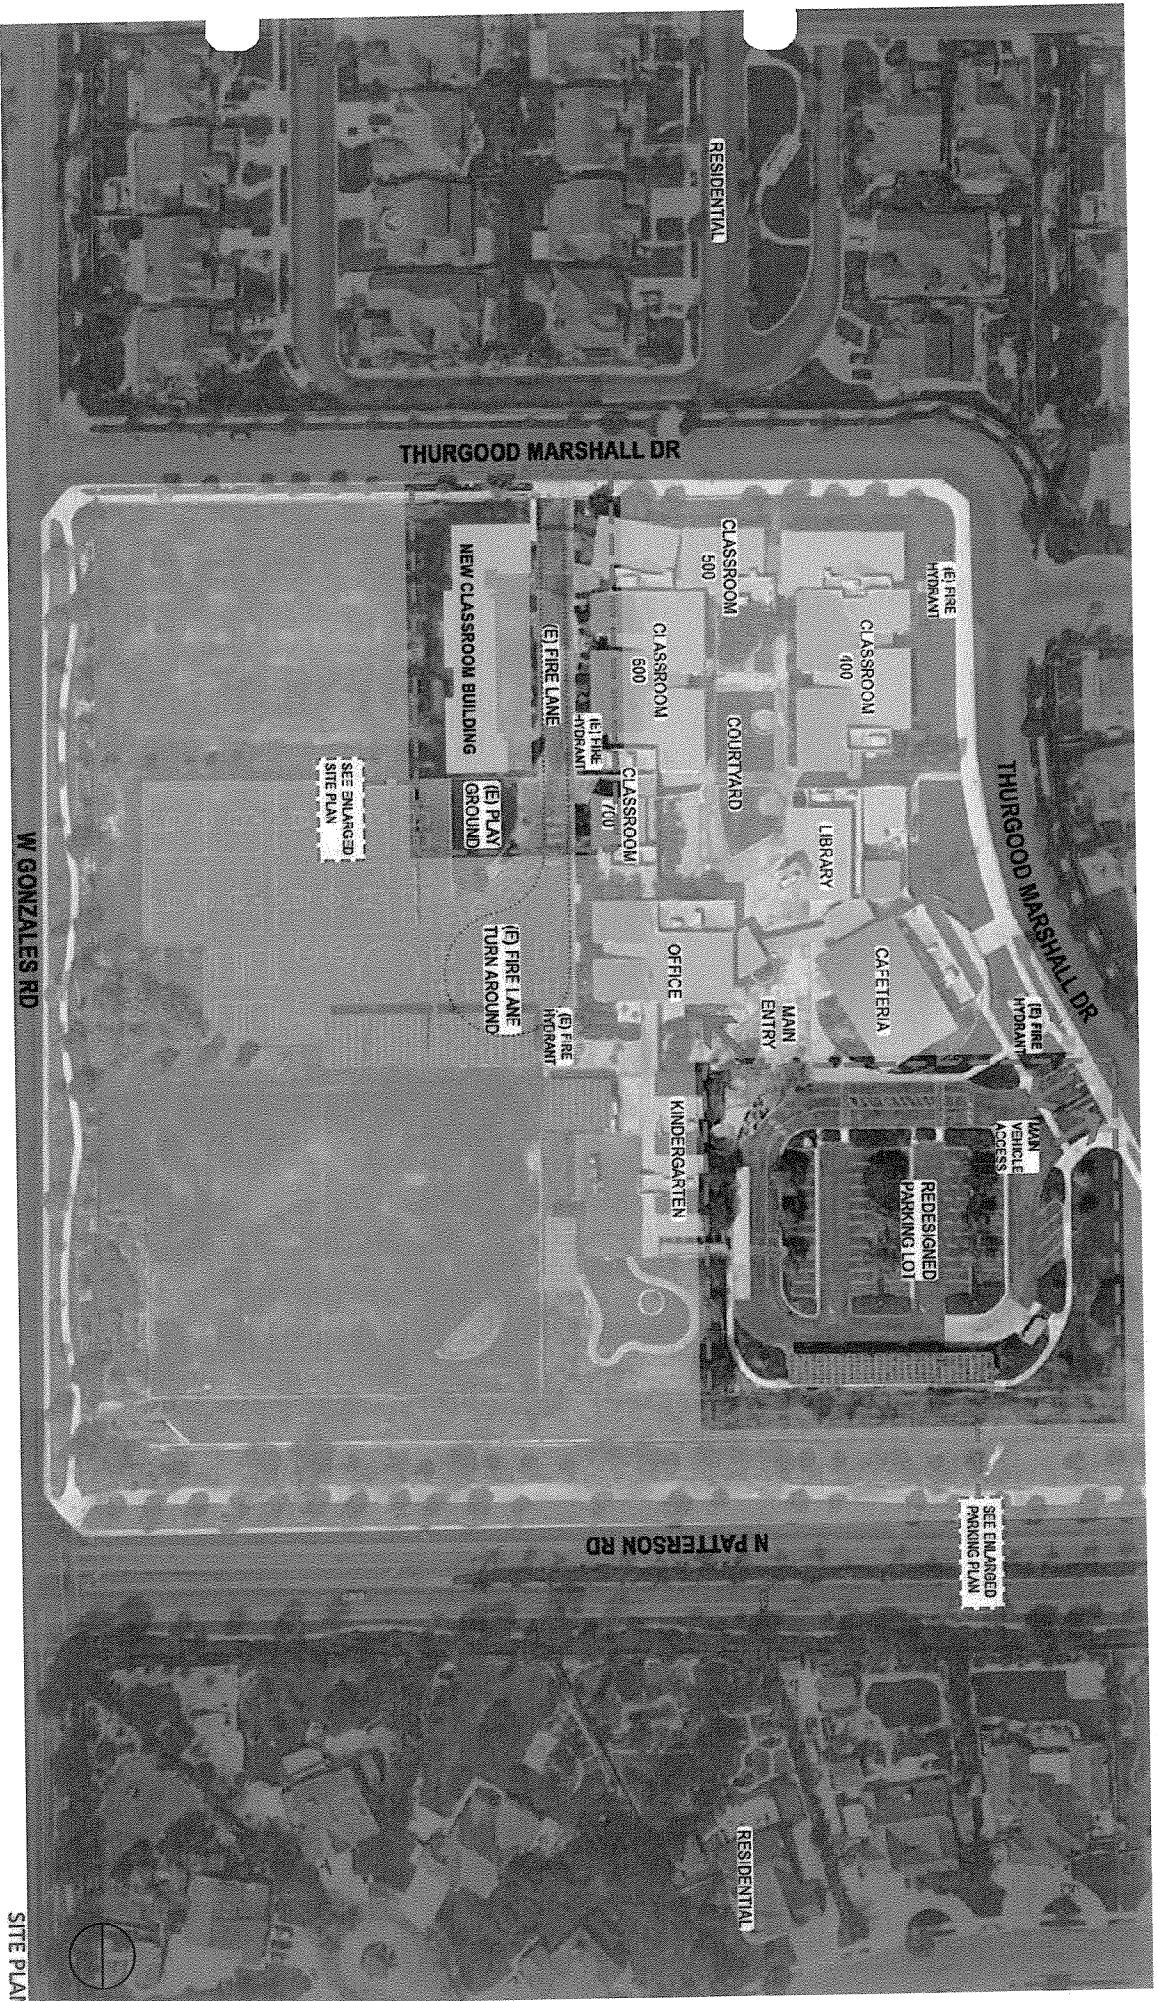 RESIDENTIAL
THURGOOD MARSHALL DR
(E) FIRE
HYDRANT
CLASSROOM
500
CLASSROOM
400
CLASSROOM
600
NEW CLASSROOM BUILDING
(E) FIRE LANE
(E) FIRE
HYDRANT
COURTYARD
CLASSROOM
700
(E) PLAY
GROUND
SEE ENLARGED
SITE PLAN
LIBRARY
THURGOOD MARSHALL DR
W GONZALES RD
OFFICE
CAFETERIA
(E) FIRE LANE
TURN AROUND
(E) FIRE
HYDRANT
MAIN
ENTRY
(E) FIRE
HYDRANT
KINDERGARTEN
MAIN
VEHICLE
ACCESS
REDESIGNED
PARKING LOT
N PATTERSON RD
SEE ENLARGED
PARKING PLAN
RESIDENTIAL
SITE PLAN